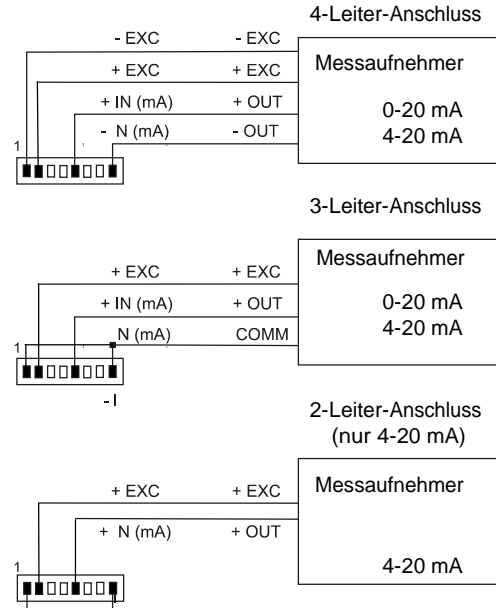 4-Leiter-Anschluss
- EXC - EXC
+ EXC + EXC
+ IN (mA) + OUT
- N (mA) - OUT
Messaufnehmer
0-20 mA
4-20 mA
1
3-Leiter-Anschluss
+ EXC + EXC
+ IN (mA) + OUT
N (mA) COMM
Messaufnehmer
0-20 mA
4-20 mA
1
- I
2-Leiter-Anschluss
(nur 4-20 mA)
+ EXC + EXC
+ N (mA) + OUT
Messaufnehmer
4-20 mA
1